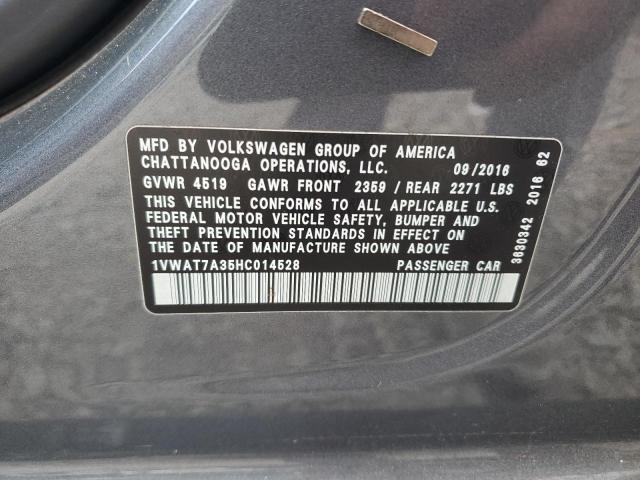 MFD BY VOLKSWAGEN GROUP OF AMERICA
CHATTANOOGA OPERATIONS, LLC. 09/2016
GVWR 4519 GAWR FRONT 2359 / REAR 2271 LBS
THIS VEHICLE CONFORMS TO ALL APPLICABLE U.S.
FEDERAL MOTOR VEHICLE SAFETY, BUMPER AND
THEFT PREVENTION STANDARDS IN EFFECT ON
THE DATE OF MANUFACTURE SHOWN ABOVE
1VWAT7A35HC014528 PASSENGER CAR
3630342 2016 62